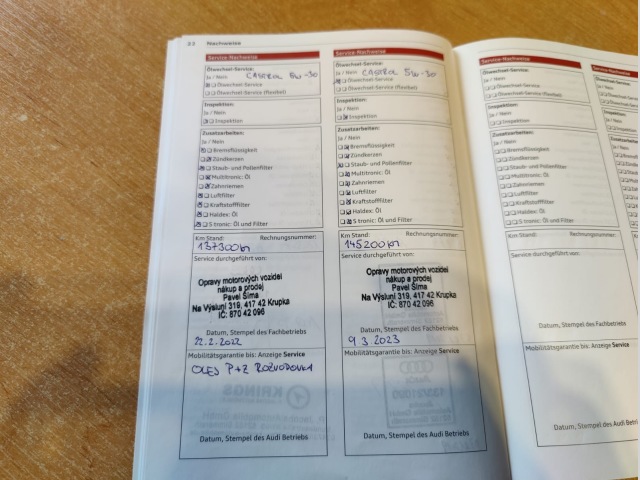 22 Nachweise
Service-Nachweise
Ölwechsel-Service:
Ja / Nein CASTROL 5W-30
Ölwechsel-Service
Ölwechsel-Service (flexibel)
Inspektion:
Ja / Nein
Inspektion
Zusatzarbeiten:
Ja / Nein
Bremsflüssigkeit
Zündkerzen
Staub- und Pollenfilter
Multitronic: Öl
Zahnriemen
Luftfilter
Kraftstofffilter
Haldex: Öl
S tronic: Öl und Filter
Km Stand: Rechnungsnummer:
137300km
Service durchgeführt von:
Opravy motorových vozidel
nákup a prodej
Pavel Šíma
Na Výsluní 319, 417 42 Krupka
IČ: 870 42 096
Datum, Stempel des Fachbetriebs
22.2.2022
Mobilitätsgarantie bis: Anzeige Service
OLEJ P+Z ROZVODOVKA
Datum, Stempel des Audi Betriebs
Service-Nachweise
Ölwechsel-Service:
Ja / Nein CASTROL 5W-30
Ölwechsel-Service
Ölwechsel-Service (flexibel)
Inspektion:
Ja / Nein
Inspektion
Zusatzarbeiten:
Ja / Nein
Bremsflüssigkeit
Zündkerzen
Staub- und Pollenfilter
Multitronic: Öl
Zahnriemen
Luftfilter
Kraftstofffilter
Haldex: Öl
S tronic: Öl und Filter
Km Stand: Rechnungsnummer:
145200km
Service durchgeführt von:
Opravy motorových vozidel
nákup a prodej
Pavel Šíma
Na Výsluní 319, 417 42 Krupka
IČ: 870 42 096
Datum, Stempel des Fachbetriebs
9.3.2023
Mobilitätsgarantie bis: Anzeige Service
Datum, Stempel des Audi Betriebs
Service-Nachweise
Ölwechsel-Service:
Ja / Nein
Ölwechsel-Service
Ölwechsel-Service (flexibel)
Inspektion:
Ja / Nein
Inspektion
Zusatzarbeiten:
Ja / Nein
Bremsflüssigkeit
Zündkerzen
Staub- und Pollenfilter
Multitronic: Öl
Zahnriemen
Luftfilter
Kraftstofffilter
Haldex: Öl
S tronic: Öl und Filter
Km Stand: Rechnungsnummer:
Service durchgeführt von:
Datum, Stempel des Fachbetriebs
Mobilitätsgarantie bis: Anzeige Service
Datum, Stempel des Audi Betriebs
Service-Nachweise